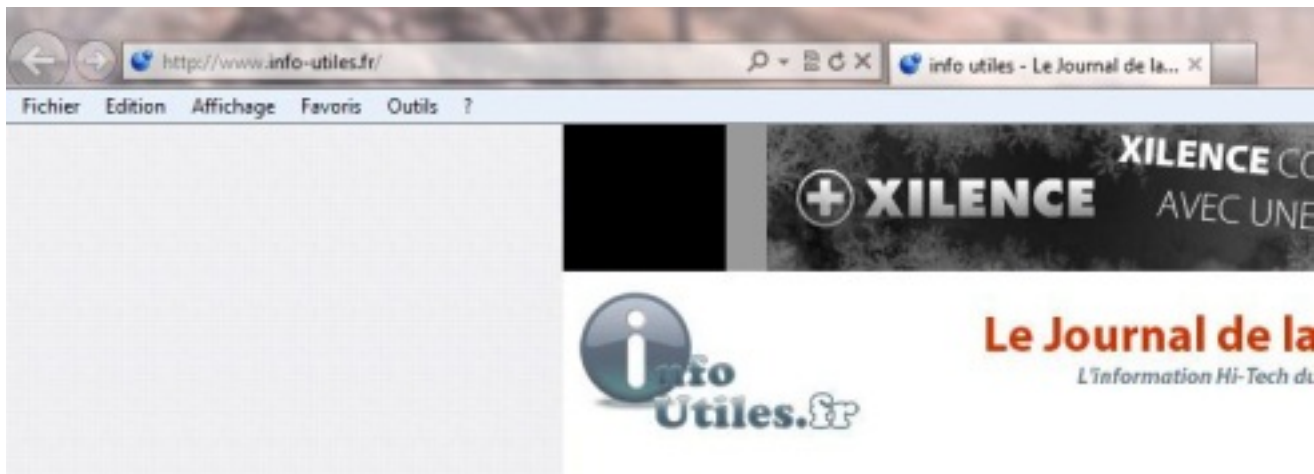 http://www.info-utiles.fr/
info utiles - Le Journal de la...
Fichier Edition Affichage Favoris Outils ?
XILENCE
XILENCE CO
AVEC UNE
info
Utiles.fr
Le Journal de la
L'information Hi-Tech du